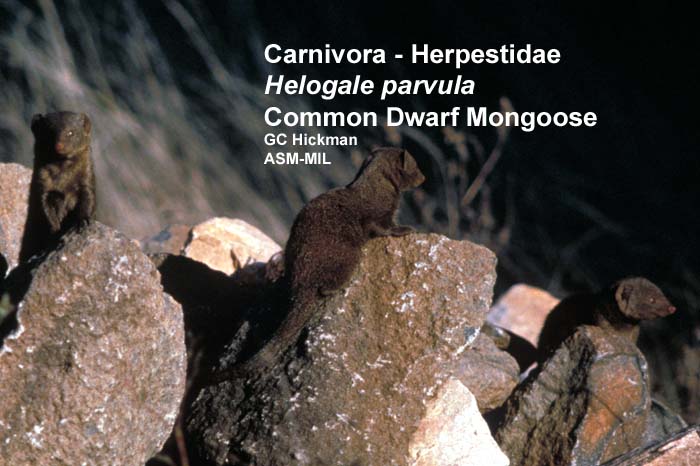 Carnivora - Herpestidae
Helogale parvula
Common Dwarf Mongoose
GC Hickman
ASM-MIL